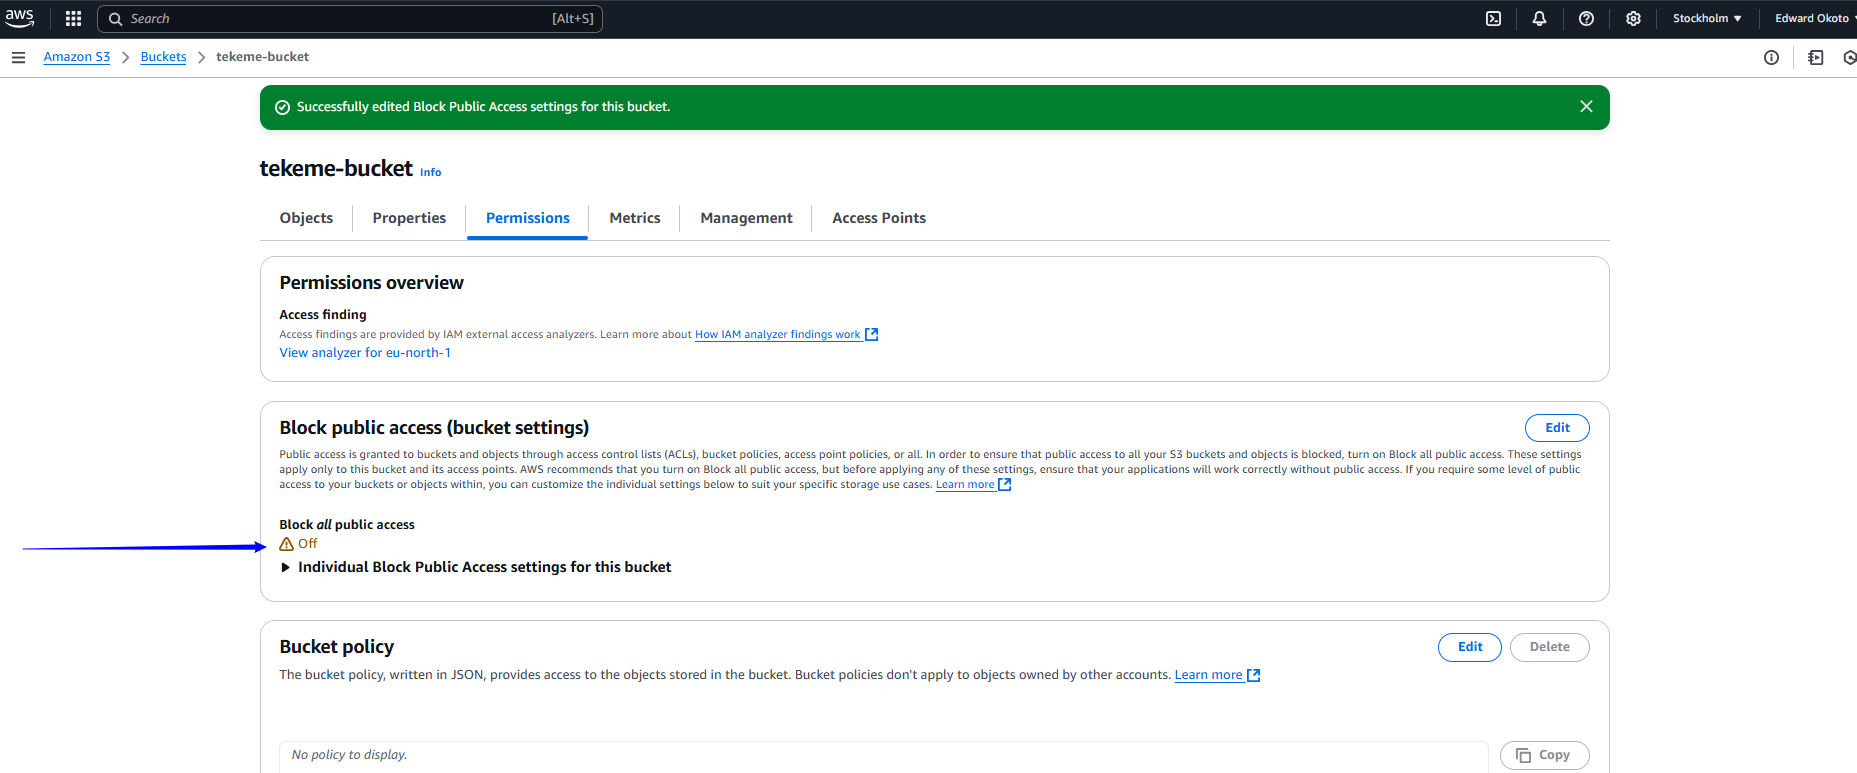 aws Search [Alt+S] Stockholm Edward Okoto
Amazon S3 Buckets tekeme-bucket
Successfully edited Block Public Access settings for this bucket.
tekeme-bucket Info
Objects Properties Permissions Metrics Management Access Points
Permissions overview
Access finding
Access findings are provided by IAM external access analyzers. Learn more about How IAM analyzer findings work
View analyzer for eu-north-1
Block public access (bucket settings) Edit
Public access is granted to buckets and objects through access control lists (ACLs), bucket policies, access point policies, or all. In order to ensure that public access to all your S3 buckets and objects is blocked, turn on Block all public access. These settings
apply only to this bucket and its access points. AWS recommends that you turn on Block all public access, but before applying any of these settings, ensure that your applications will work correctly without public access. If you require some level of public
access to your buckets or objects within, you can customize the individual settings below to suit your specific storage use cases. Learn more
Block all public access
Off
Individual Block Public Access settings for this bucket
Bucket policy Edit Delete
The bucket policy, written in JSON, provides access to the objects stored in the bucket. Bucket policies don't apply to objects owned by other accounts. Learn more
No policy to display. Copy